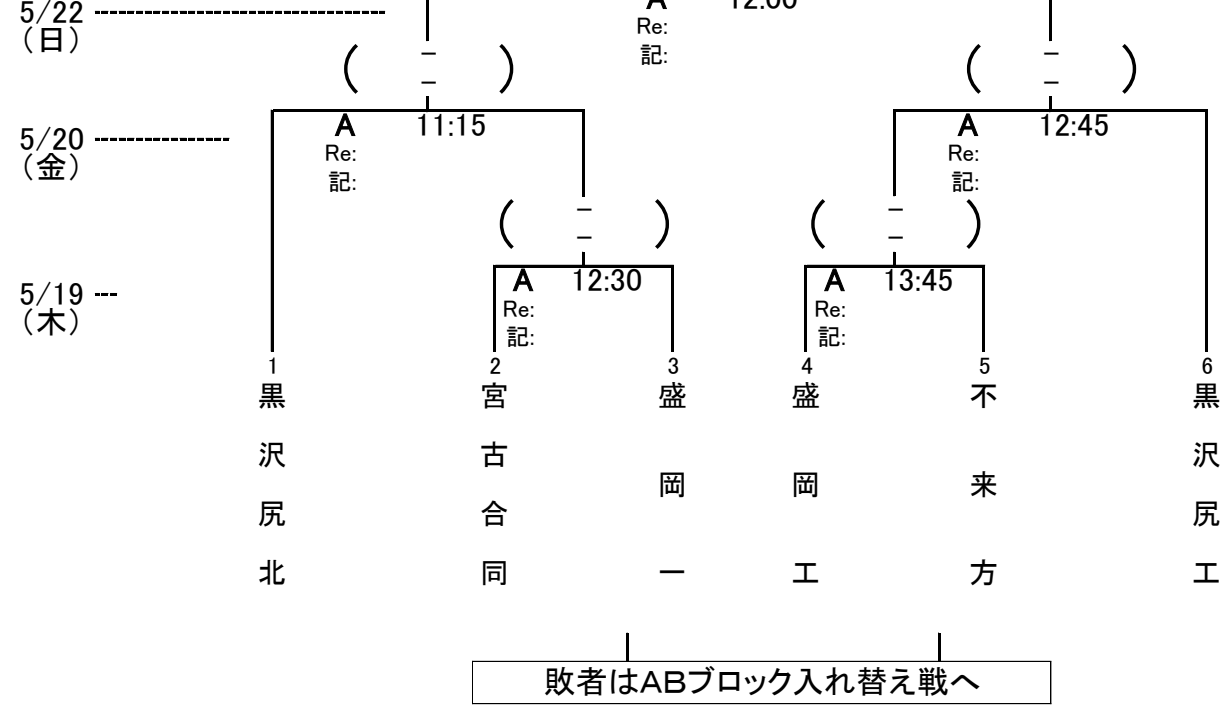 5/22
（日）
A 12:00
Re:
記:
( － － )
( － － )
5/20
（金）
A 11:15
Re:
記:
A 12:45
Re:
記:
( － － )
( － － )
5/19
（木）
A 12:30
Re:
記:
A 13:45
Re:
記:
1
黒沢尻北
2
宮古合同
3
盛岡一
4
盛岡工
5
不来方
6
黒沢尻工
敗者はABブロック入れ替え戦へ